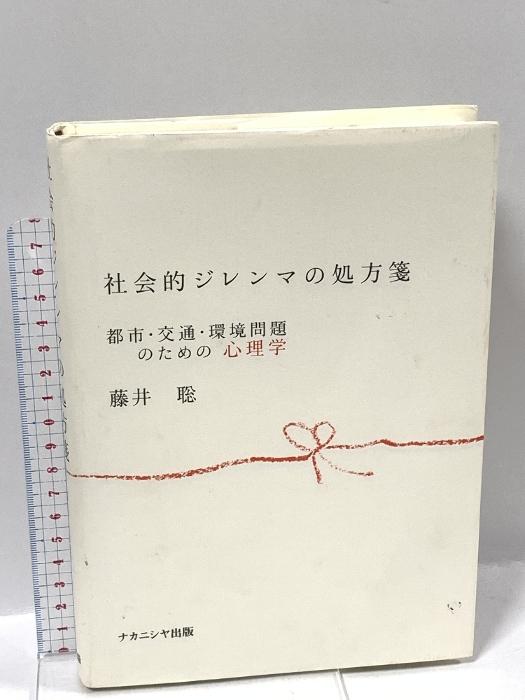 社会的ジレンマの処方箋
都市・交通・環境問題
のための 心理学
藤井 聡
ナカニシヤ出版